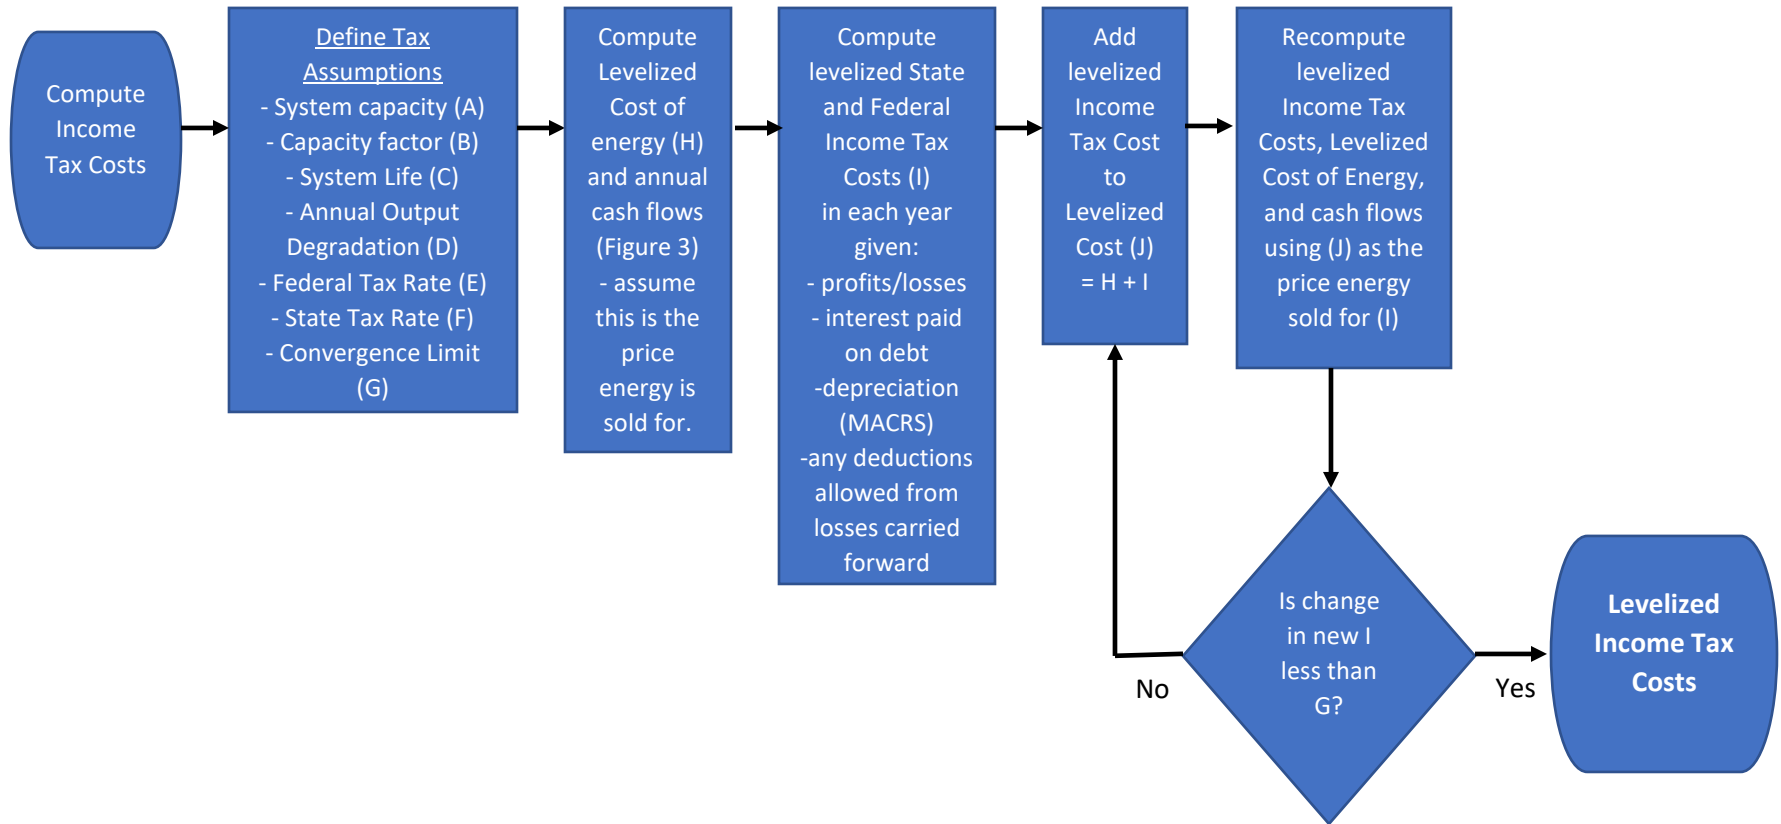 Compute
Income
Tax Costs
Define Tax
Assumptions
- System capacity (A)
- Capacity factor (B)
- System Life (C)
- Annual Output
Degradation (D)
- Federal Tax Rate (E)
- State Tax Rate (F)
- Convergence Limit
(G)
Compute
Levelized
Cost of
energy (H)
and annual
cash flows
(Figure 3)
- assume
this is the
price
energy is
sold for.
Compute
levelized State
and Federal
Income Tax
Costs (I)
in each year
given:
- profits/losses
- interest paid
on debt
-depreciation
(MACRS)
-any deductions
allowed from
losses carried
forward
Add
levelized
Income
Tax Cost
to
Levelized
Cost (J)
= H + I
Recompute
levelized
Income Tax
Costs, Levelized
Cost of Energy,
and cash flows
using (J) as the
price energy
sold for (I)
Is change
in new I
less than
G?
No
Yes
Levelized
Income Tax
Costs